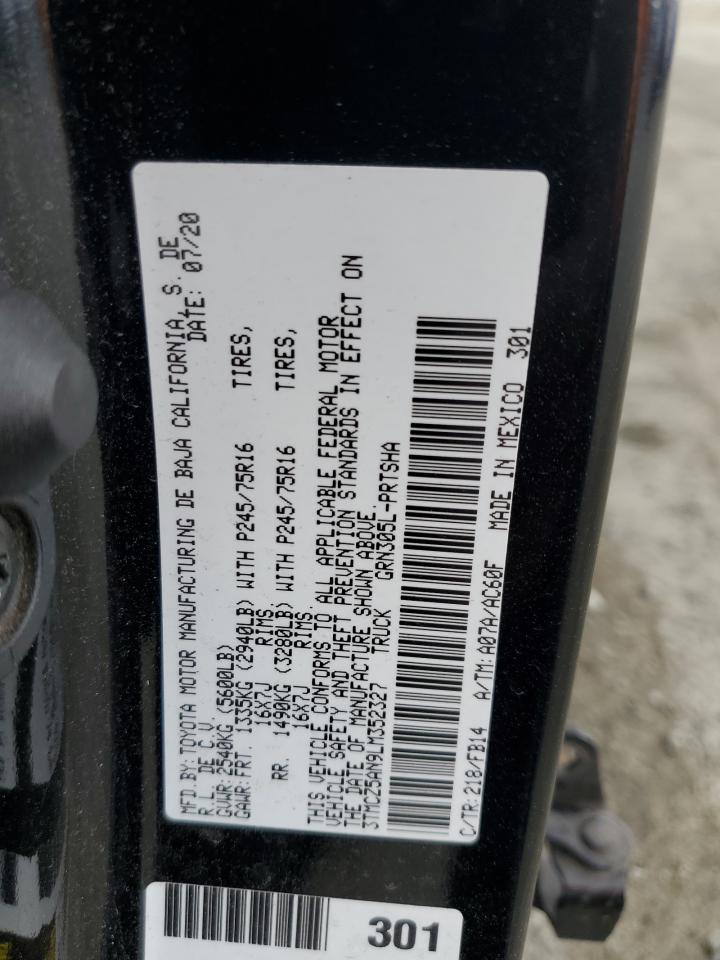 MFD.BY:TOYOTA MOTOR MANUFACTURING DE BAJA CALIFORNIA, S. DE
R.L. DE C.V. DATE: 07/20
GVWR:2540KG (5600LB)
GAWR:FRT. 1335KG (2940LB) WITH P245/75R16 TIRES,
16X7J RIMS.
RR. 1490KG (3280LB) WITH P245/75R16 TIRES,
16X7J RIMS.
THIS VEHICLE CONFORMS TO ALL APPLICABLE FEDERAL MOTOR
VEHICLE SAFETY AND THEFT PREVENTION STANDARDS IN EFFECT ON
THE DATE OF MANUFACTURE SHOWN ABOVE.
3TMCZ5AN9LM352327 TRUCK GRN305L-PRTSHA
C/TR:218/FB14 A/TM:A07A/AC60F MADE IN MEXICO 301
301